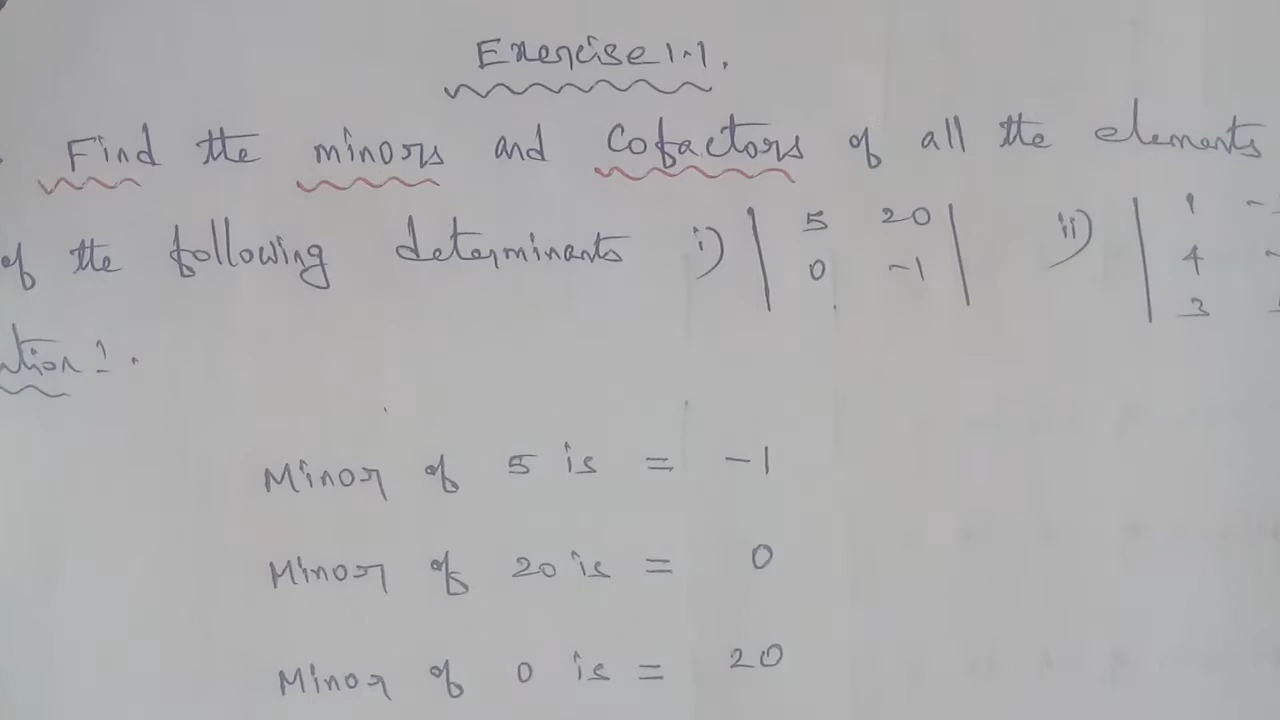 Exercise 1.1.
Find the minors and cofactors of all the elements
of the following determinants i) | 5 20 | ii) | 1 -
0 -1 4 -
3
ution :.
Minor of 5 is = -1
Minor of 20 is = 0
Minor of 0 is = 20